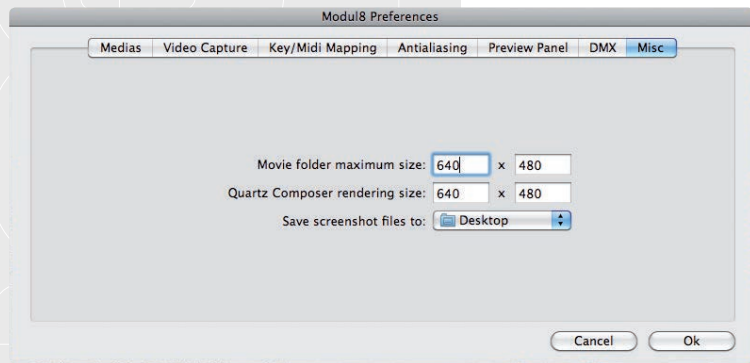 Modul8 Preferences
Medias Video Capture Key/Midi Mapping Antialiasing Preview Panel DMX Misc
Movie folder maximum size: 640 x 480
Quartz Composer rendering size: 640 x 480
Save screenshot files to: Desktop
Cancel Ok